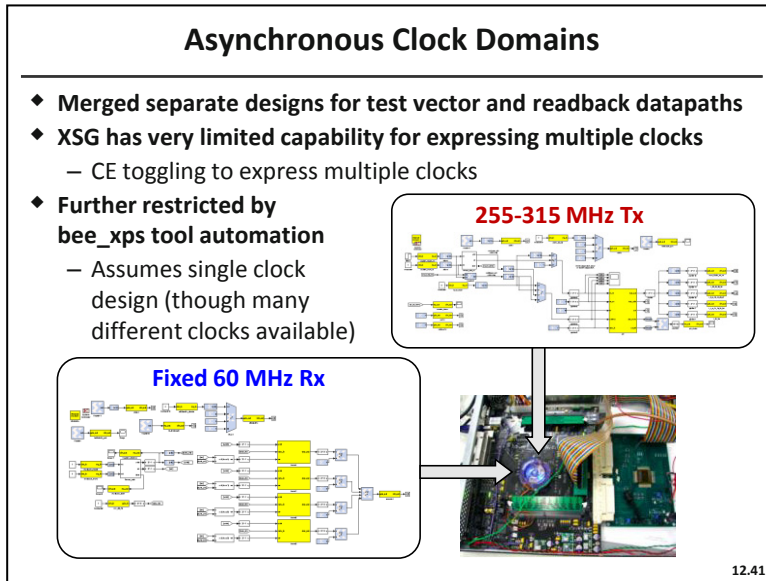 Asynchronous Clock Domains
◆ Merged separate designs for test vector and readback datapaths
◆ XSG has very limited capability for expressing multiple clocks
– CE toggling to express multiple clocks
◆ Further restricted by
bee_xps tool automation
– Assumes single clock
design (though many
different clocks available)
255-315 MHz Tx
Fixed 60 MHz Rx
12.41